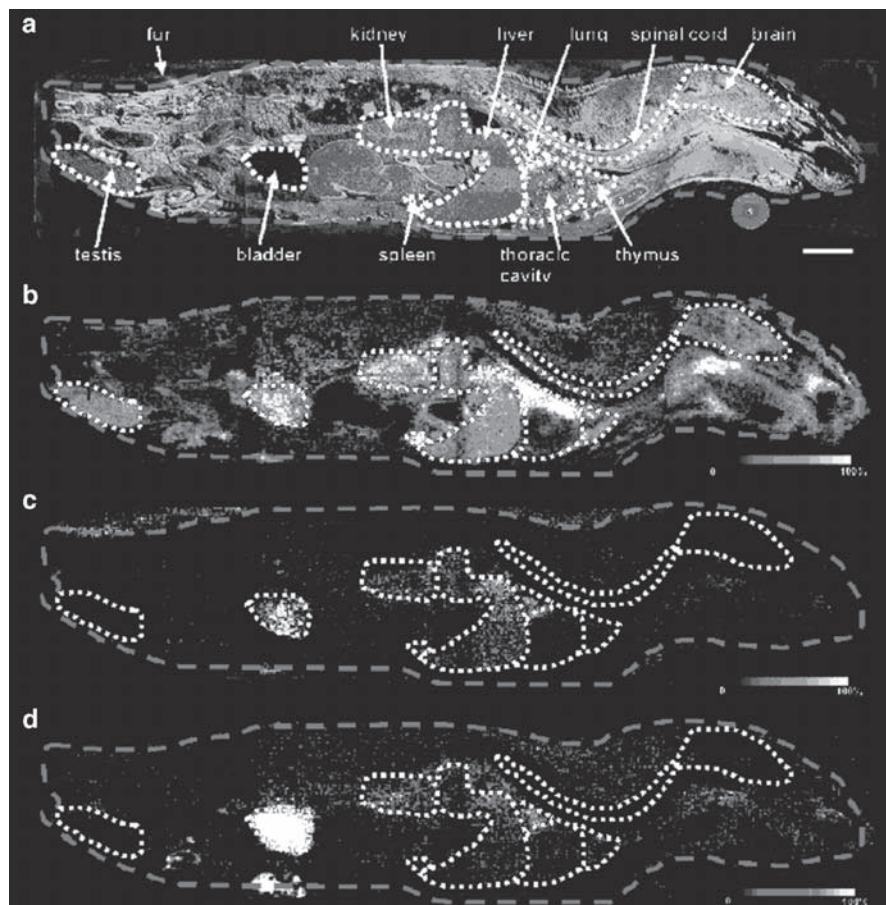 a
fur
kidney
liver
lung
spinal cord
brain
testis
bladder
spleen
thoracic
cavity
thymus
b
0
100%
c
0
100%
d
0
100%